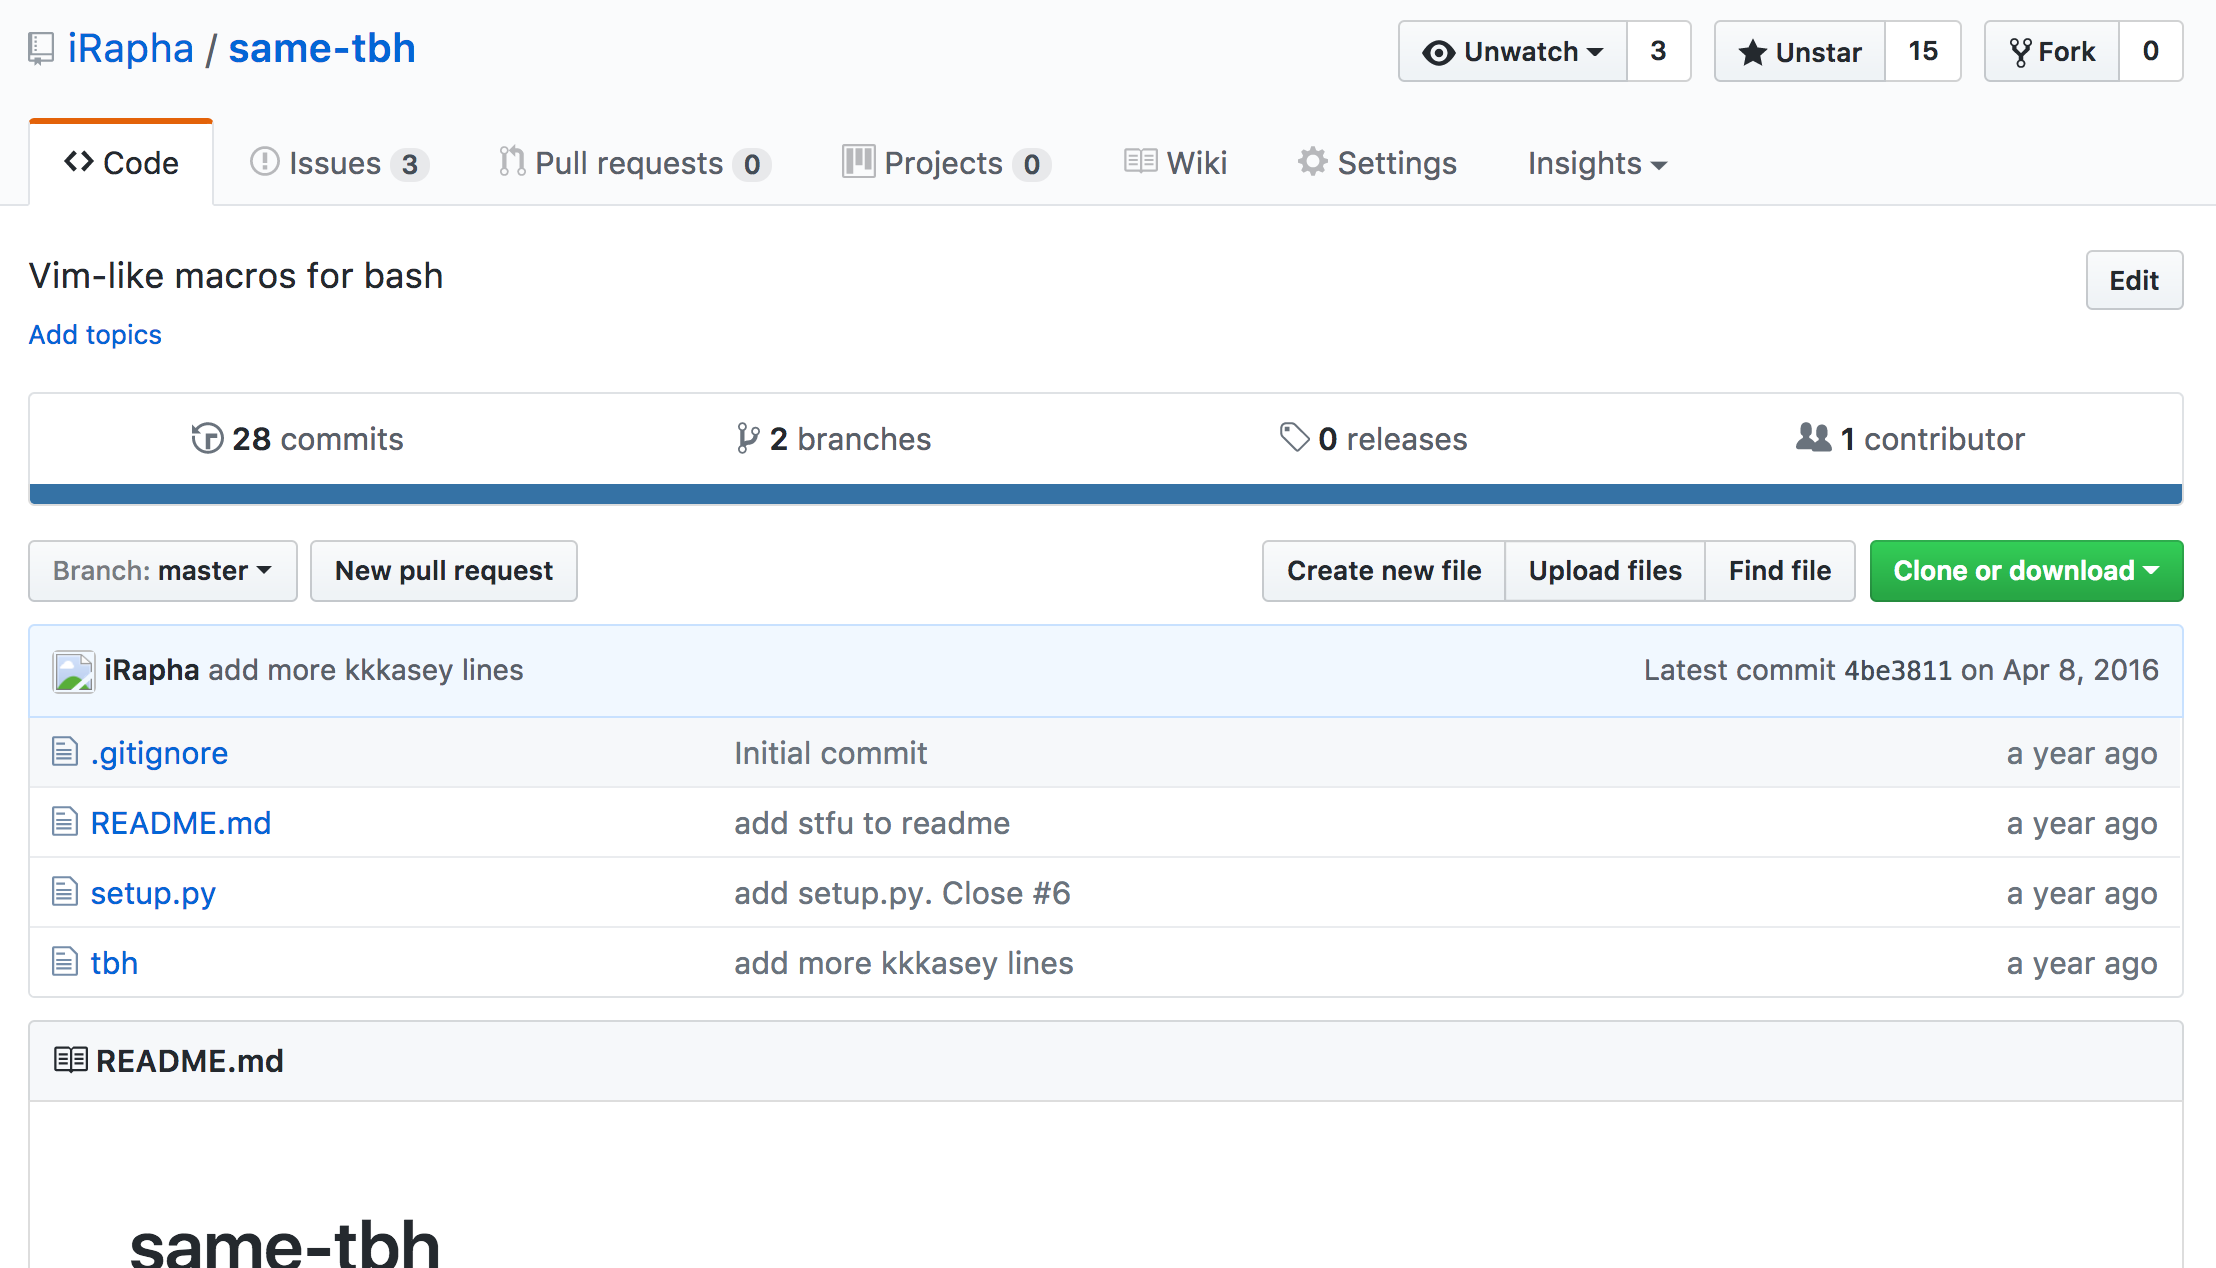 iRapha / same-tbh Unwatch 3 Unstar 15 Fork 0
Code Issues 3 Pull requests 0 Projects 0 Wiki Settings Insights
Vim-like macros for bash Edit
Add topics
28 commits 2 branches 0 releases 1 contributor
Branch: master New pull request Create new file Upload files Find file Clone or download
iRapha add more kkkasey lines Latest commit 4be3811 on Apr 8, 2016
.gitignore Initial commit a year ago
README.md add stfu to readme a year ago
setup.py add setup.py. Close #6 a year ago
tbh add more kkkasey lines a year ago
README.md
same-tbh